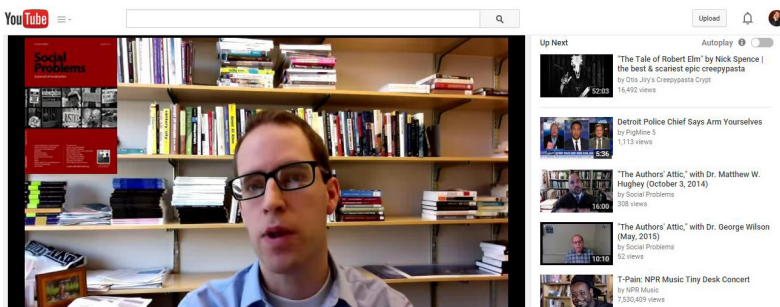 YouTube
Upload
Social
Problems
Up Next
Autoplay
"The Tale of Robert Elm" by Nick Spence |
the best & scariest epic creepypasta
by Otis Jiry's Creepypasta Crypt
16,492 views
52:03
Detroit Police Chief Says Arm Yourselves
by PigMine 5
1,113 views
5:36
"The Authors' Attic," with Dr. Matthew W.
Hughey (October 3, 2014)
by Social Problems
308 views
16:00
"The Authors' Attic," with Dr. George Wilson
(May, 2015)
by Social Problems
52 views
10:10
T-Pain: NPR Music Tiny Desk Concert
by NPR Music
7,530,409 views